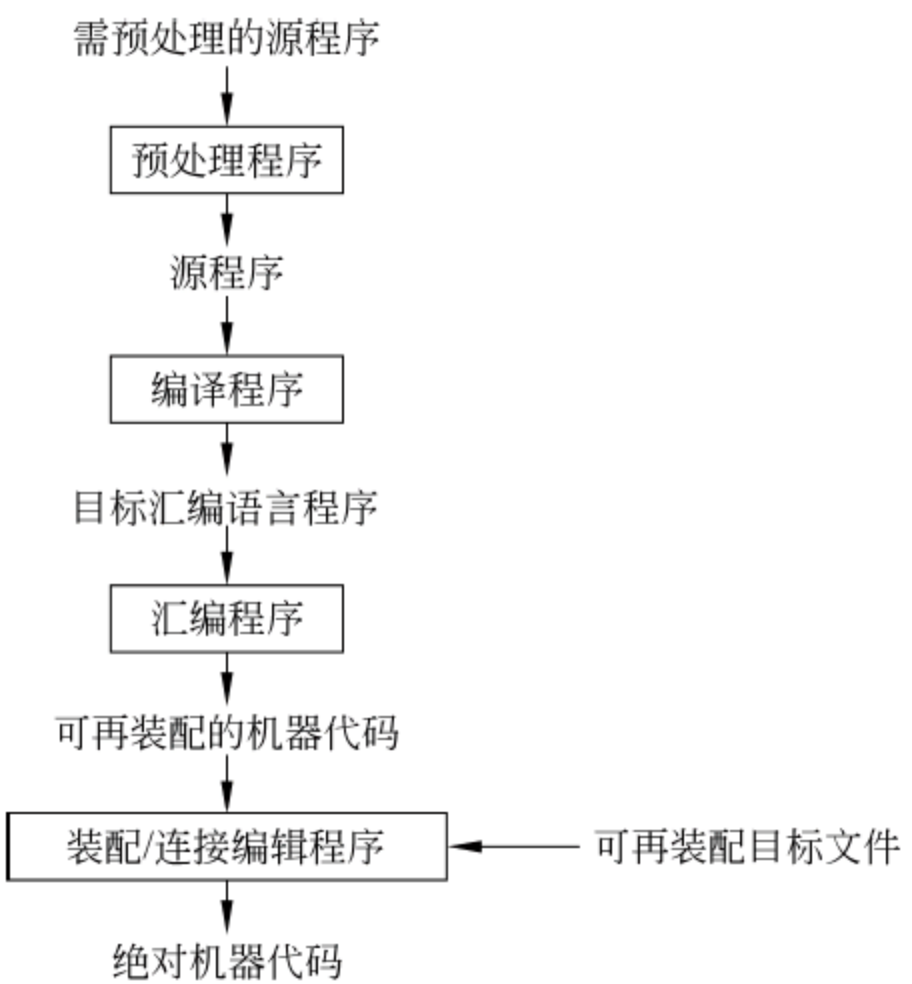 需预处理的源程序
预处理程序
源程序
编译程序
目标汇编语言程序
汇编程序
可再装配的机器代码
装配/连接编辑程序
可再装配目标文件
绝对机器代码